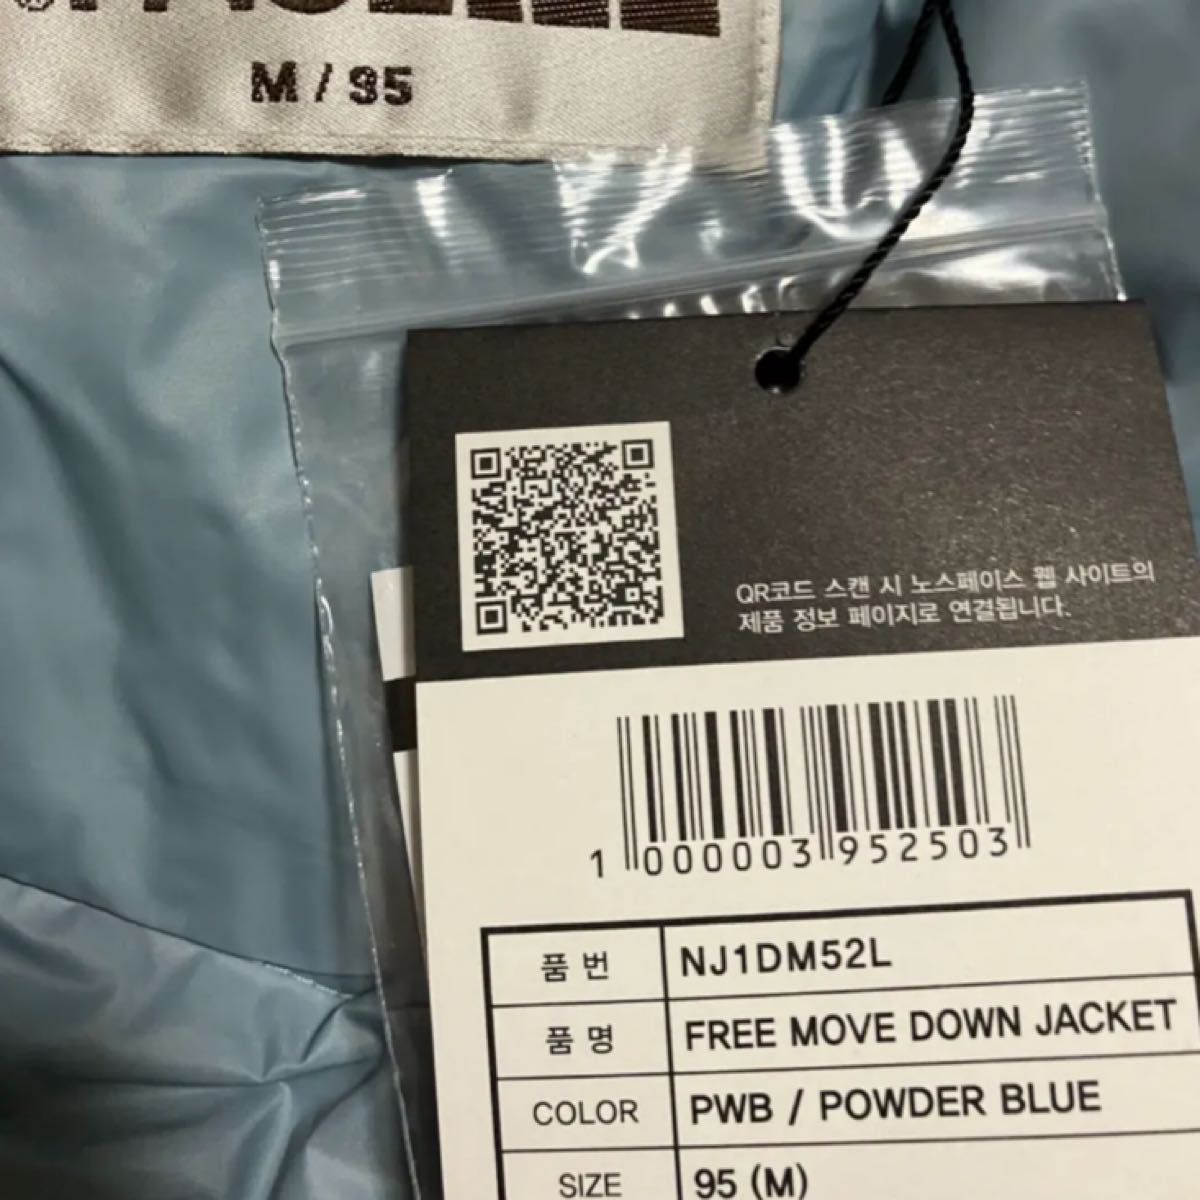 M / 95
QR코드 스캔 시 노스페이스 웹 사이트의
제품 정보 페이지로 연결됩니다.
1 000003 952503
품 번 NJ1DM52L
품 명 FREE MOVE DOWN JACKET
COLOR PWB / POWDER BLUE
SIZE 95 (M)